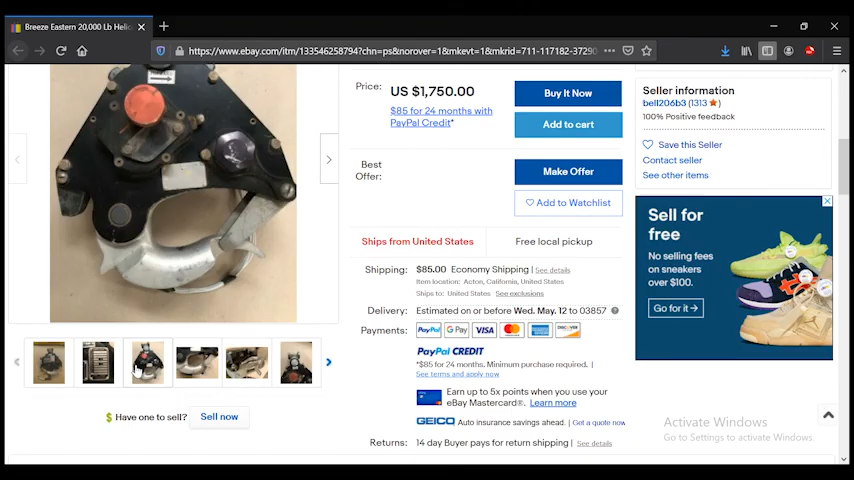 Breeze Eastern 20,000 Lb Helic
https://www.ebay.com/itm/133546258794?chn=ps&norover=1&mkevt=1&mkrid=711-117182-37290
Price:
US $1,750.00
$85 for 24 months with
PayPal Credit*
Buy It Now
Add to cart
Best
Offer:
Make Offer
Add to Watchlist
Ships from United States
Free local pickup
Shipping: $85.00 Economy Shipping | See details
Item location: Acton, California, United States
Ships to: United States See exclusions
Delivery: Estimated on or before Wed. May. 12 to 03857
Payments: PayPal G Pay VISA DISCOVER
PayPal CREDIT
*$85 for 24 months. Minimum purchase required. |
See terms and apply now
Earn up to 5x points when you use your
eBay Mastercard®. Learn more
GEICO Auto insurance savings ahead. | Get a quote now
Returns: 14 day Buyer pays for return shipping | See details
Have one to sell? Sell now
Seller information
bell206b3 (1313)
100% Positive feedback
Save this Seller
Contact seller
See other items
Sell for
free
No selling fees
on sneakers
over $100.
Go for it →
Activate Windows
Go to Settings to activate Windows.